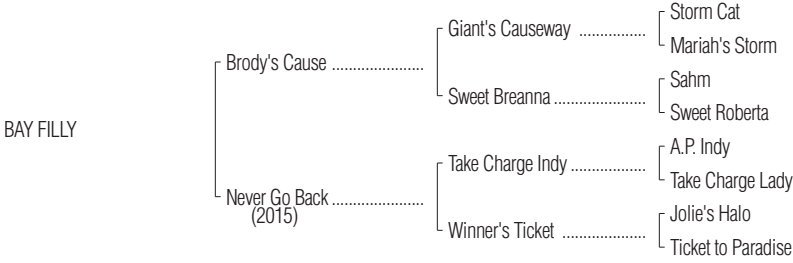 Storm Cat
Giant's Causeway ................
Mariah's Storm
Brody's Cause ......................
Sahm
Sweet Breanna ......................
Sweet Roberta
BAY FILLY
A.P. Indy
Take Charge Indy ..................
Take Charge Lady
Never Go Back ......................
(2015)
Jolie's Halo
Winner's Ticket ....................
Ticket to Paradise